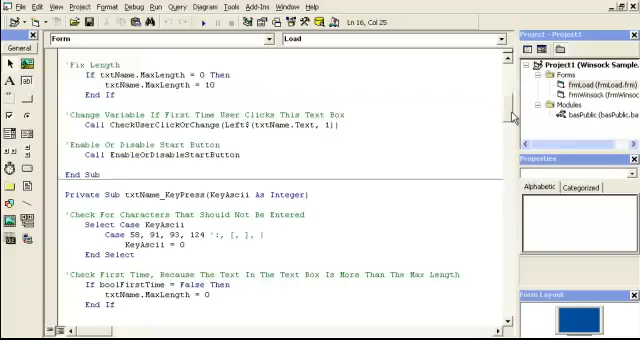 File Edit View Project Format Debug Run Query Diagram Tools Add-Ins Window Help
Ln 16, Col 25
General
Form
Load
'Fix Length
If txtName.MaxLength = 0 Then
txtName.MaxLength = 10
End If
'Change Variable If First Time User Clicks This Text Box
Call CheckUserClickOrChange(Left$(txtName.Text, 1))
'Enable Or Disable Start Button
Call EnableOrDisableStartButton
End Sub
Private Sub txtName_KeyPress(KeyAscii As Integer)
'Check For Characters That Should Not Be Entered
Select Case KeyAscii
Case 58, 91, 93, 124 ':, [, ], |
KeyAscii = 0
End Select
'Check First Time, Because The Text In The Text Box Is More Than The Max Length
If boolFirstTime = False Then
txtName.MaxLength = 0
End If
Project - Project1
Project1 (Winsock Sample.
Forms
frmLoad (frmLoad.frm)
frmWinsock (frmWinsoc
Modules
basPublic (basPublic.ba
Properties
Alphabetic
Categorized
Form Layout